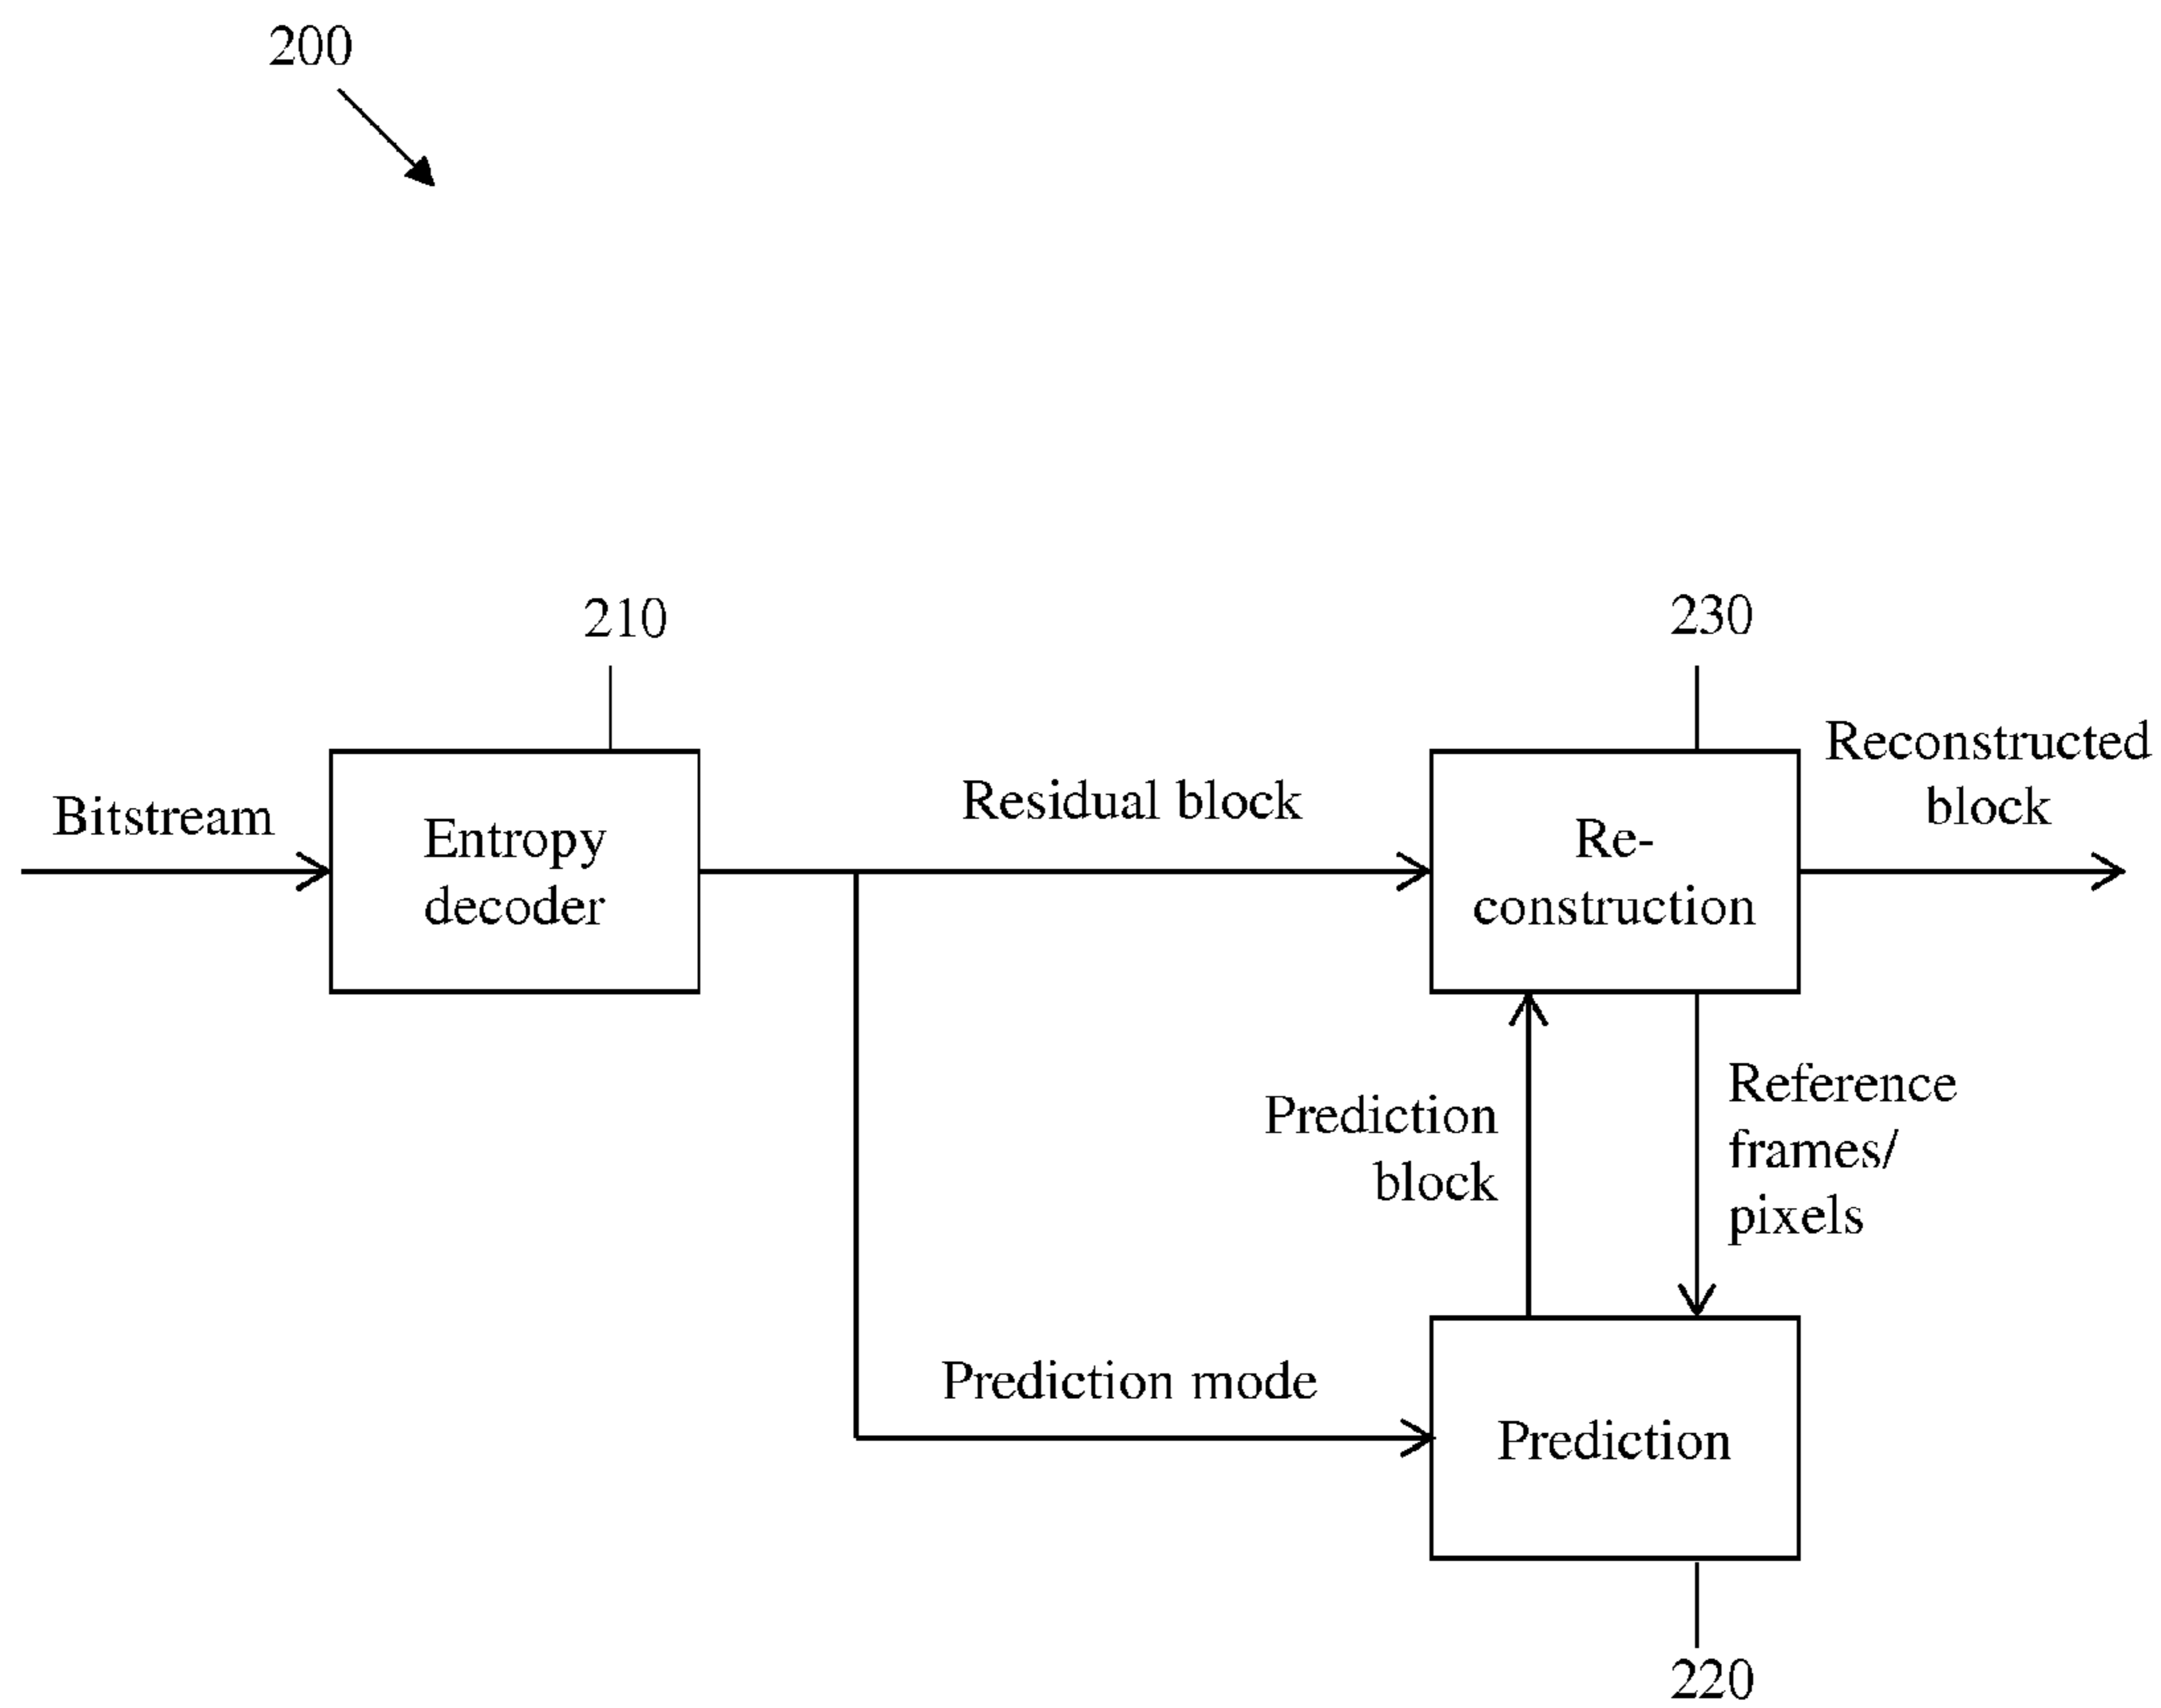 200
210
230
Bitstream
Entropy
decoder
Residual block
Re-
construction
Reconstructed
block
Prediction
block
Reference
frames/
pixels
Prediction mode
Prediction
220